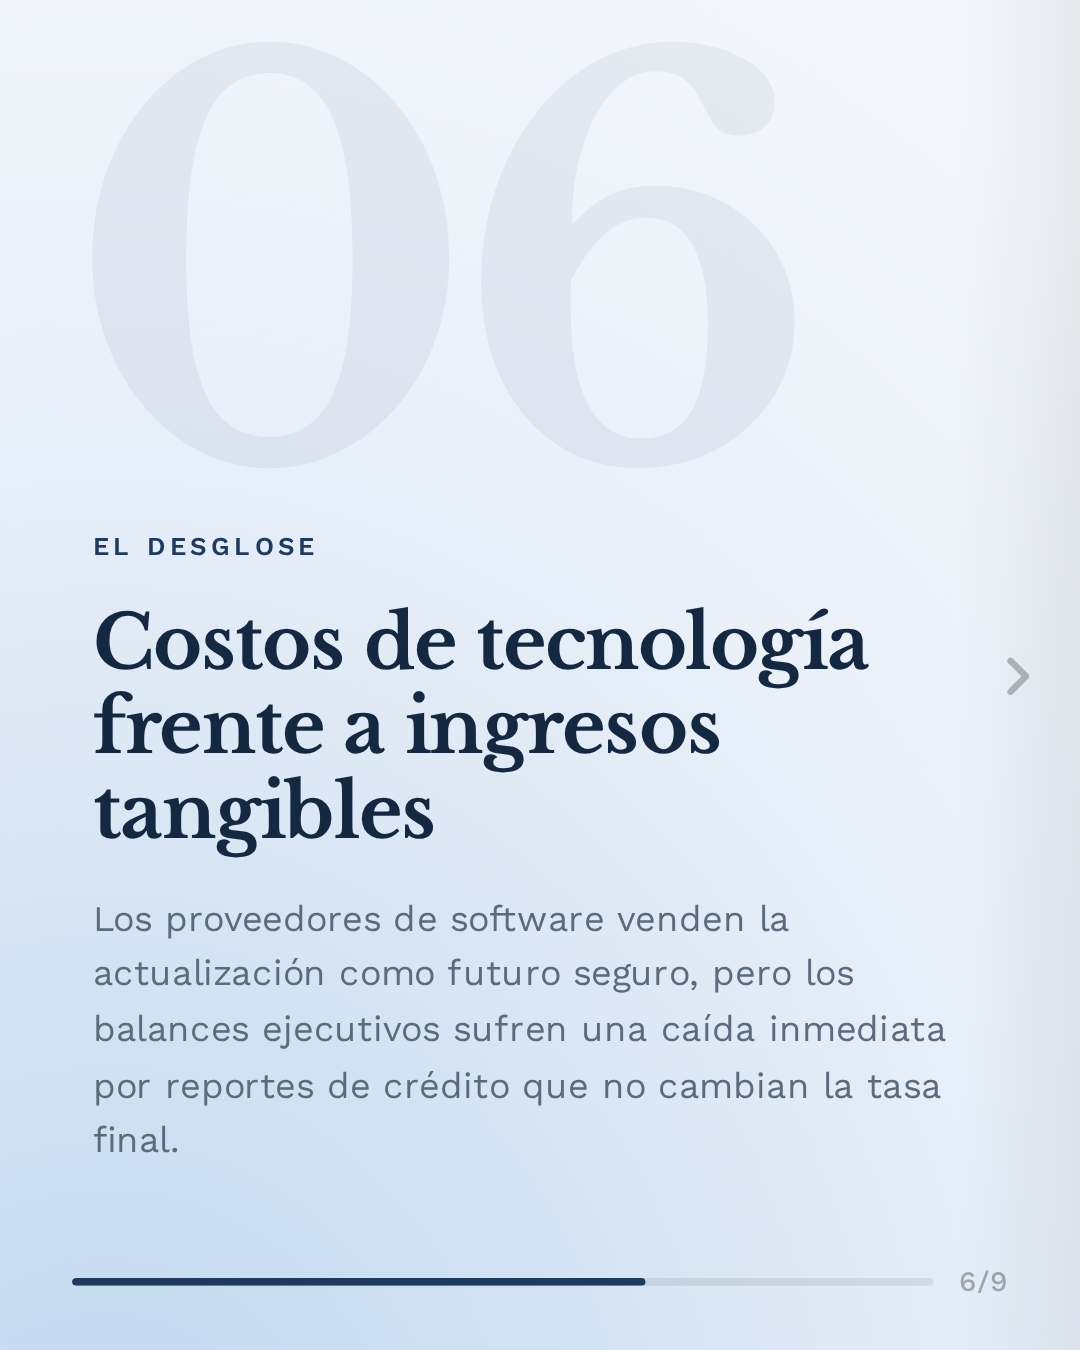 06
EL DESGLOSE
Costos de tecnología
frente a ingresos
tangibles
Los proveedores de software venden la
actualización como futuro seguro, pero los
balances ejecutivos sufren una caída inmediata
por reportes de crédito que no cambian la tasa
final.
6/9